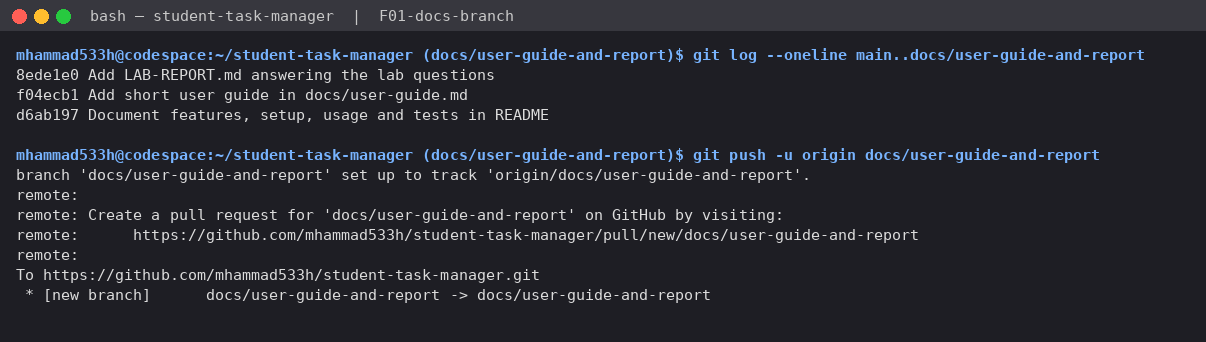 bash — student-task-manager  |  F01-docs-branch
mhammad533h@codespace:~/student-task-manager (docs/user-guide-and-report)$ git log --oneline main..docs/user-guide-and-report
8ede1e0 Add LAB-REPORT.md answering the lab questions
f04ecb1 Add short user guide in docs/user-guide.md
d6ab197 Document features, setup, usage and tests in README
mhammad533h@codespace:~/student-task-manager (docs/user-guide-and-report)$ git push -u origin docs/user-guide-and-report
branch 'docs/user-guide-and-report' set up to track 'origin/docs/user-guide-and-report'.
remote:
remote: Create a pull request for 'docs/user-guide-and-report' on GitHub by visiting:
remote:      https://github.com/mhammad533h/student-task-manager/pull/new/docs/user-guide-and-report
remote:
To https://github.com/mhammad533h/student-task-manager.git
 * [new branch]      docs/user-guide-and-report -> docs/user-guide-and-report